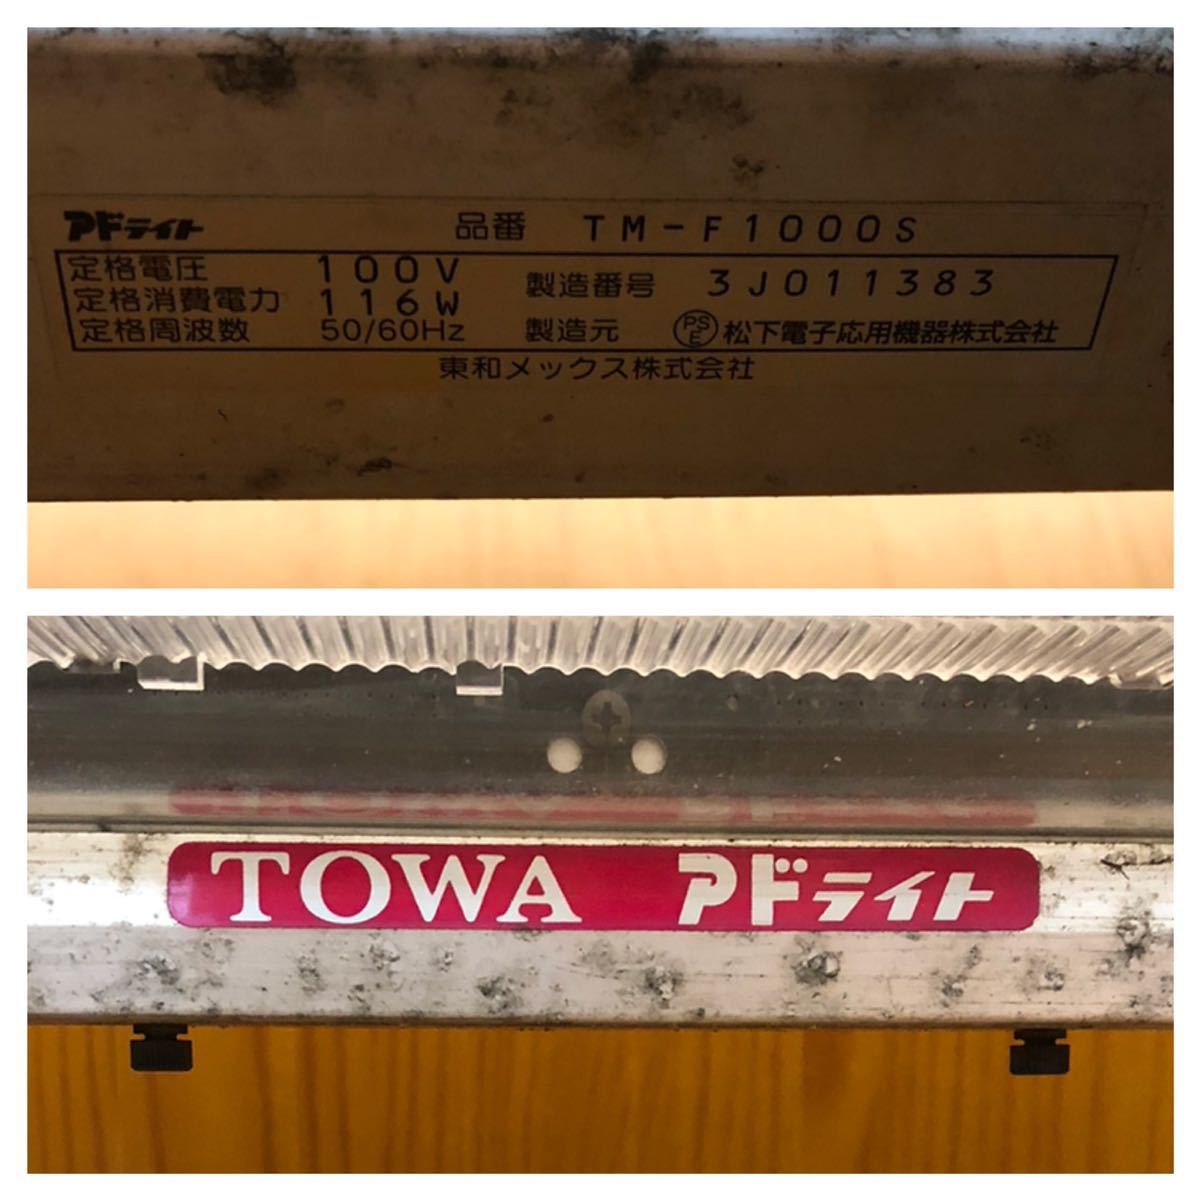 アドライト 品番 TM-F1000S
定格電圧 100V 製造番号 3J011383
定格消費電力 116W
定格周波数 50/60Hz 製造元 PSE 松下電子応用機器株式会社
東和メックス株式会社
TOWA アドライト